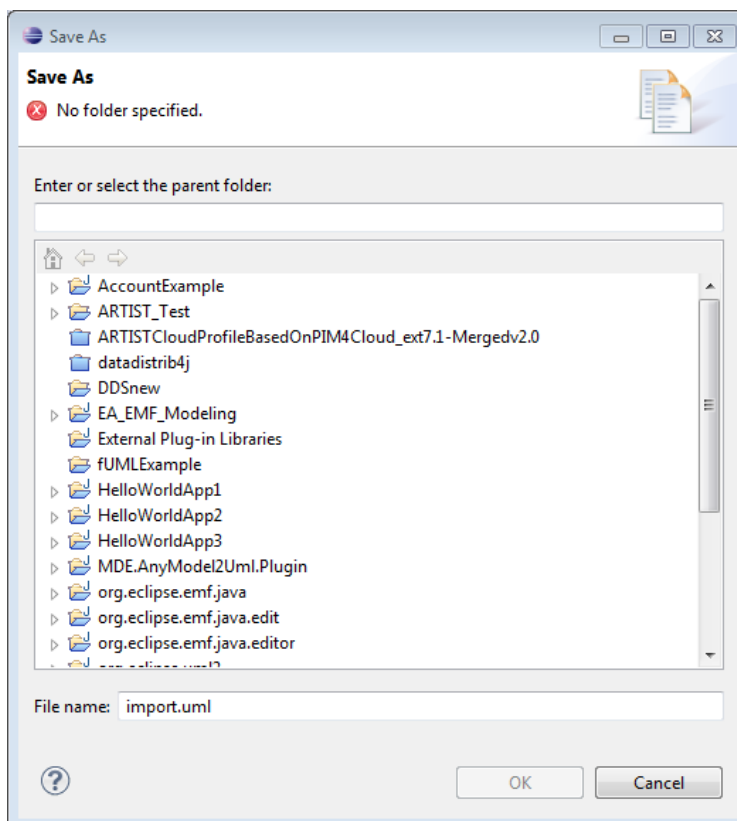 Save As
Save As
No folder specified.
Enter or select the parent folder:
AccountExample
ARTIST_Test
ARTISTCloudProfileBasedOnPIM4Cloud_ext7.1-Mergedv2.0
datadistrib4j
DDSnew
EA_EMF_Modeling
External Plug-in Libraries
fUMLExample
HelloWorldApp1
HelloWorldApp2
HelloWorldApp3
MDE.AnyModel2Uml.Plugin
org.eclipse.emf.java
org.eclipse.emf.java.edit
org.eclipse.emf.java.editor
File name: import.uml
OK Cancel